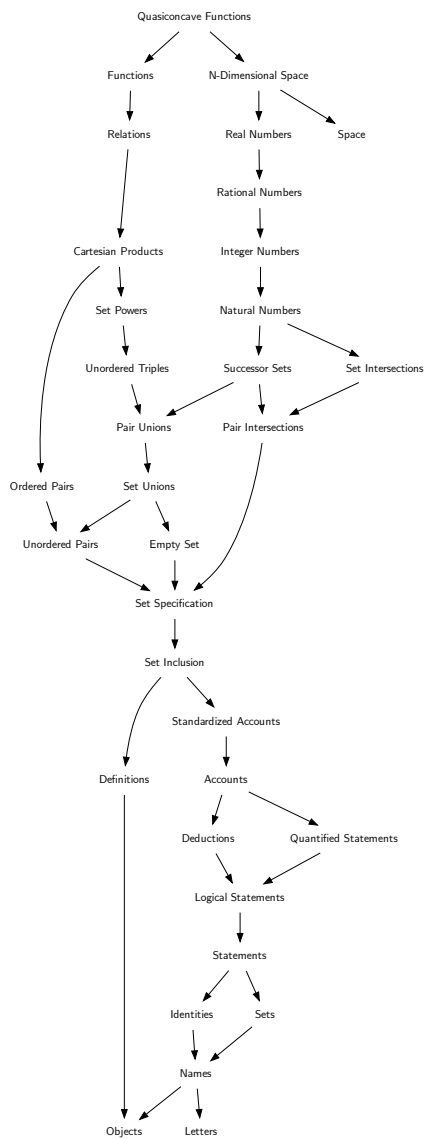 Quasiconcave Functions
Functions
N-Dimensional Space
Relations
Real Numbers
Space
Rational Numbers
Cartesian Products
Integer Numbers
Set Powers
Natural Numbers
Unordered Triples
Successor Sets
Set Intersections
Pair Unions
Pair Intersections
Ordered Pairs
Set Unions
Unordered Pairs
Empty Set
Set Specification
Set Inclusion
Standardized Accounts
Definitions
Accounts
Deductions
Quantified Statements
Logical Statements
Statements
Identities
Sets
Names
Objects
Letters